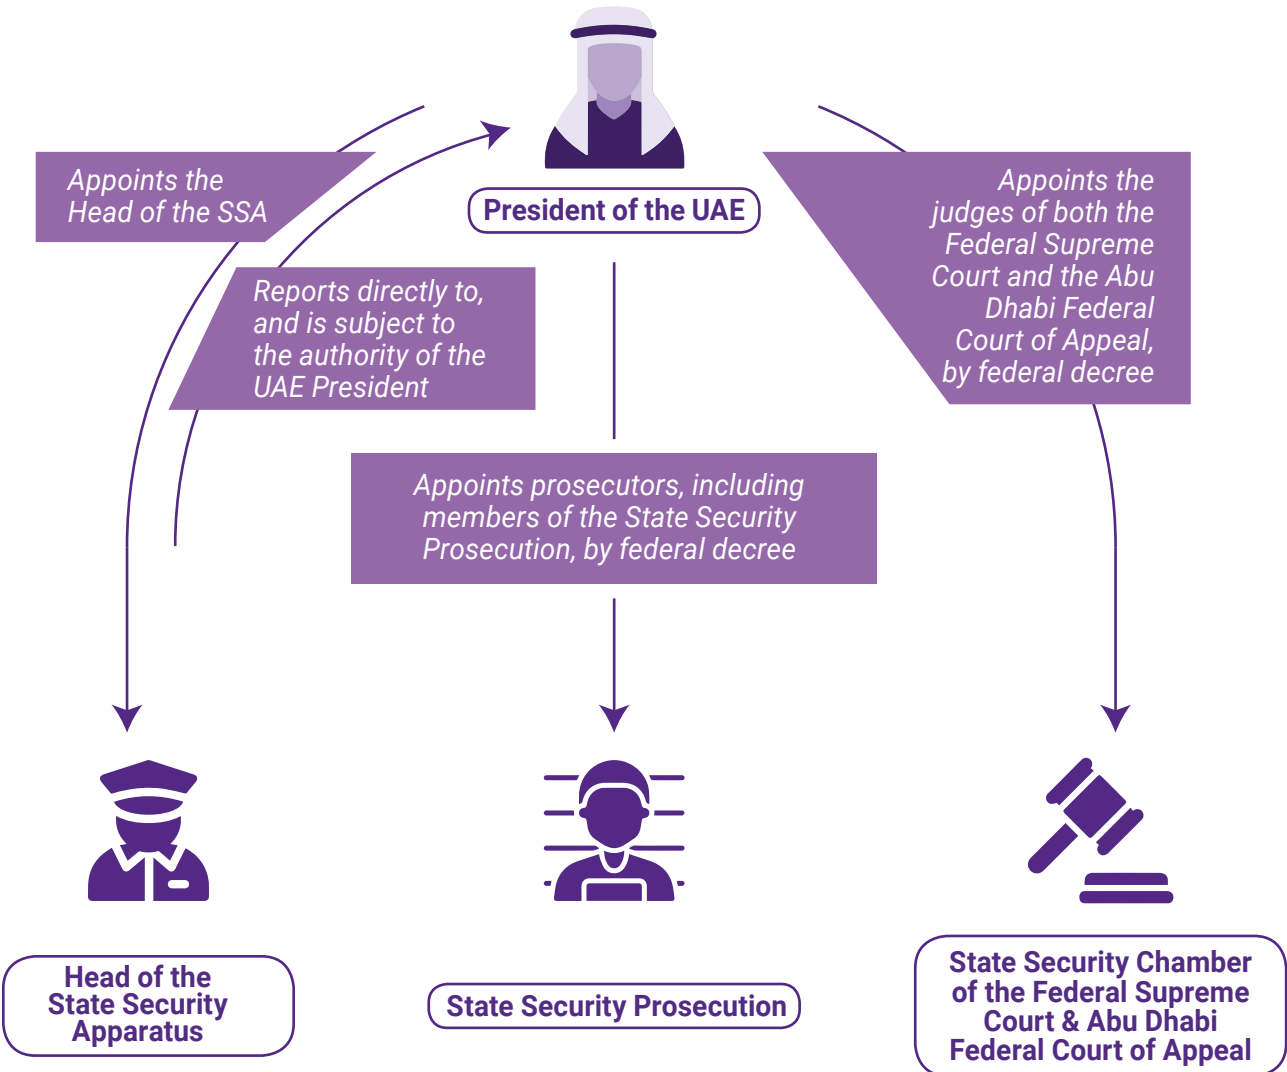 President of the UAE
Appoints the
Head of the SSA
Reports directly to,
and is subject to
the authority of the
UAE President
Appoints the
judges of both the
Federal Supreme
Court and the Abu
Dhabi Federal
Court of Appeal,
by federal decree
Appoints prosecutors, including
members of the State Security
Prosecution, by federal decree
Head of the
State Security
Apparatus
State Security Prosecution
State Security Chamber
of the Federal Supreme
Court & Abu Dhabi
Federal Court of Appeal